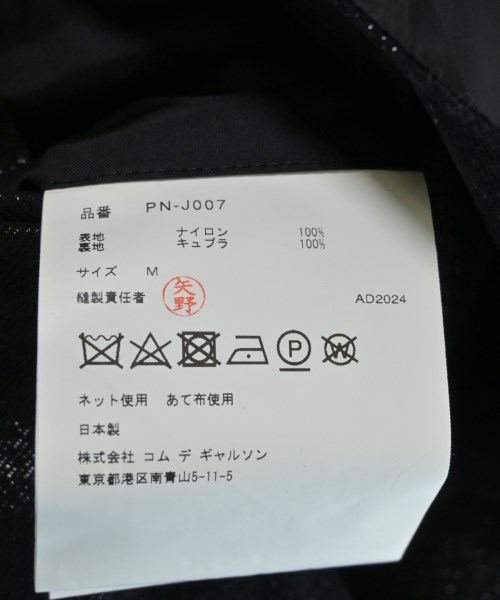 品番 PN-J007
表地 ナイロン 100%
裏地 キュプラ 100%
サイズ M
縫製責任者 矢野 AD2024
P W
ネット使用 あて布使用
日本製
株式会社 コム デ ギャルソン
東京都港区南青山5-11-5